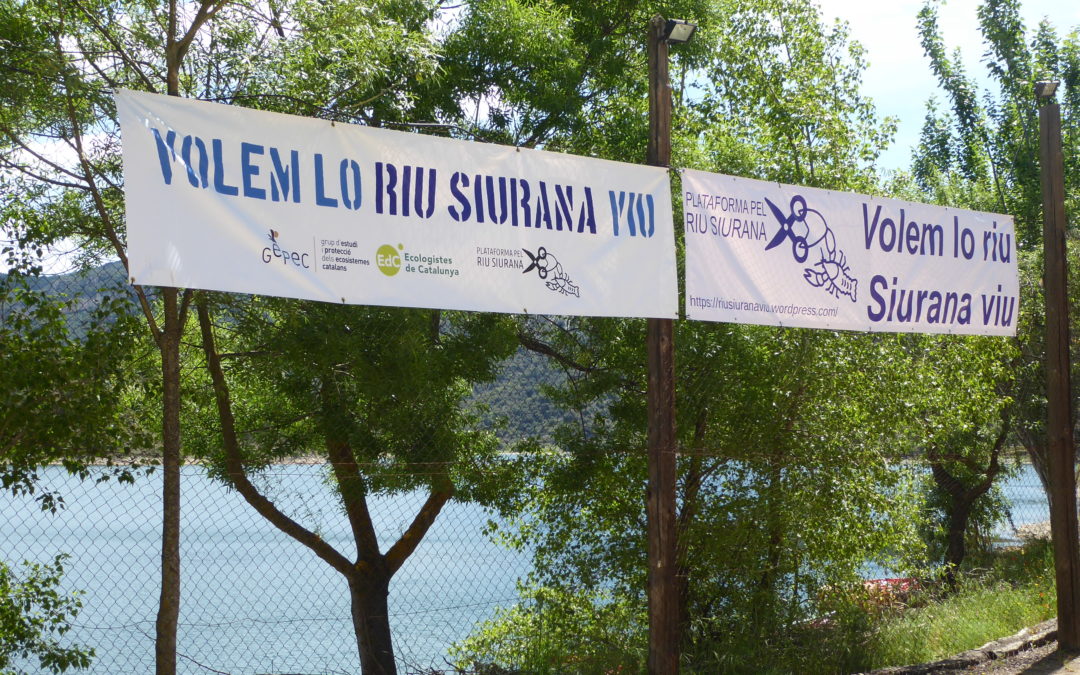 VOLEM LO RIU SIURANA VIU
GEPEC
grup d'estudi
i protecció
dels ecosistemes
catalans
EdC
Ecologistes
de Catalunya
PLATAFORMA PEL
RIU SIURANA
PLATAFORMA PEL
RIU SIURANA
https://riusiuranaviu.wordpress.com/
Volem lo riu
Siurana viu